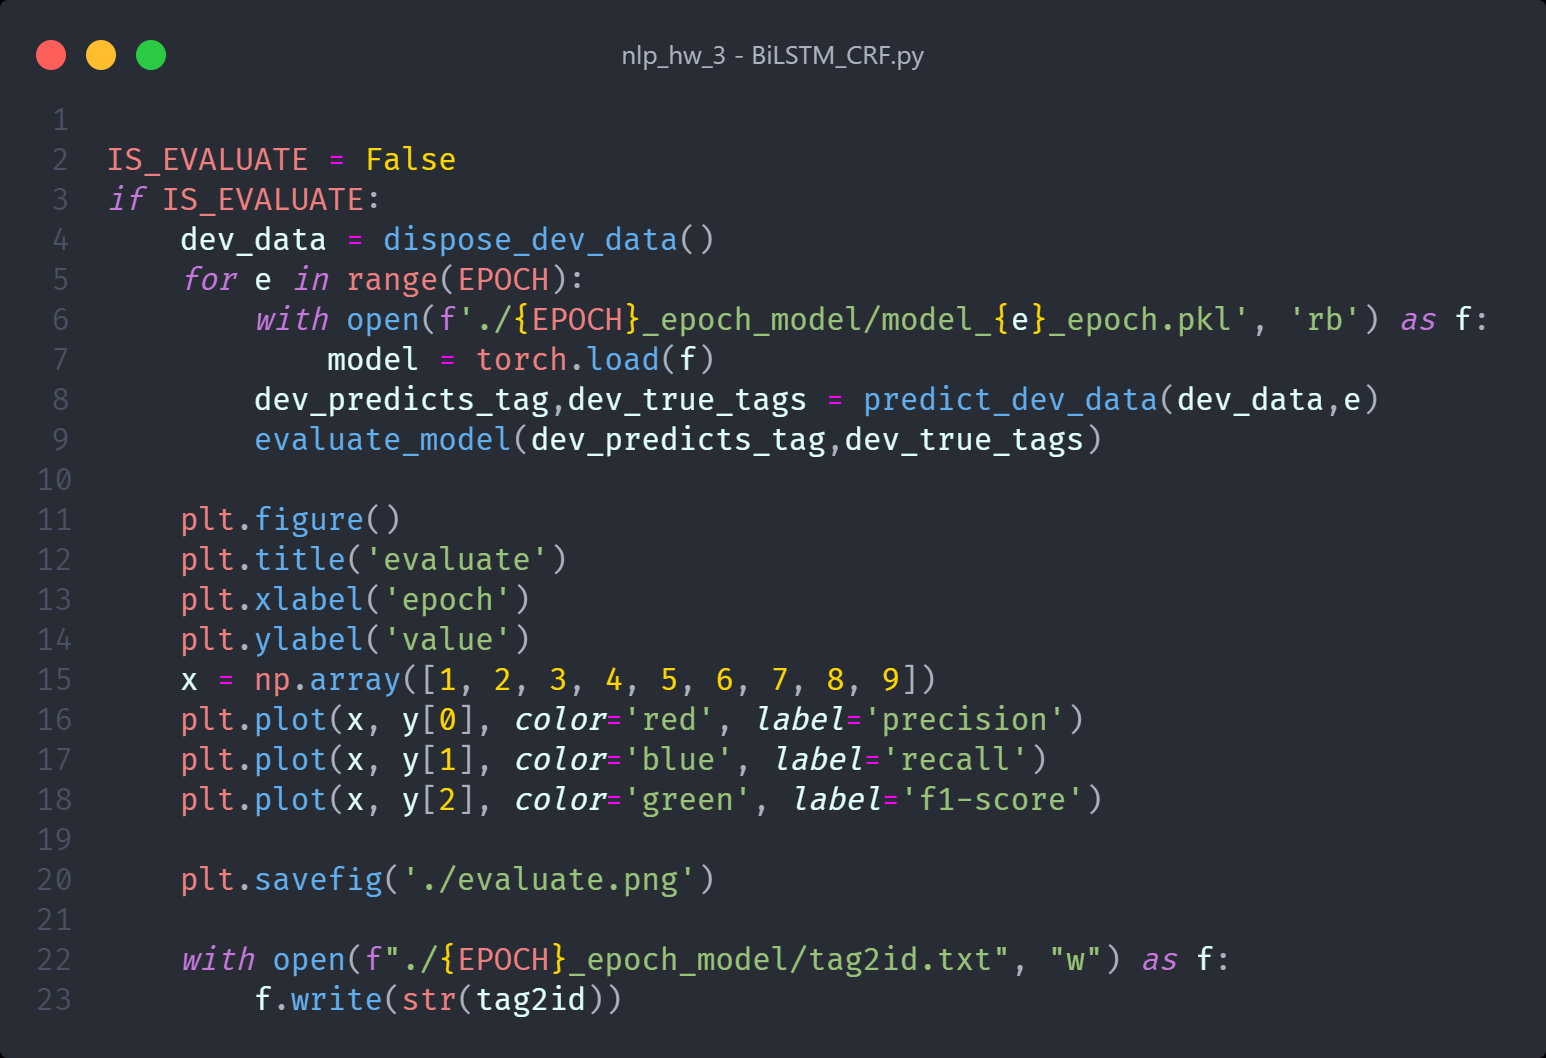 nlp_hw_3 - BiLSTM_CRF.py
1
2 IS_EVALUATE = False
3 if IS_EVALUATE:
4     dev_data = dispose_dev_data()
5     for e in range(EPOCH):
6         with open(f'./{EPOCH}_epoch_model/model_{e}_epoch.pkl', 'rb') as f:
7             model = torch.load(f)
8         dev_predicts_tag,dev_true_tags = predict_dev_data(dev_data,e)
9         evaluate_model(dev_predicts_tag,dev_true_tags)
10
11     plt.figure()
12     plt.title('evaluate')
13     plt.xlabel('epoch')
14     plt.ylabel('value')
15     x = np.array([1, 2, 3, 4, 5, 6, 7, 8, 9])
16     plt.plot(x, y[0], color='red', label='precision')
17     plt.plot(x, y[1], color='blue', label='recall')
18     plt.plot(x, y[2], color='green', label='f1-score')
19
20     plt.savefig('./evaluate.png')
21
22     with open(f"./{EPOCH}_epoch_model/tag2id.txt", "w") as f:
23         f.write(str(tag2id))